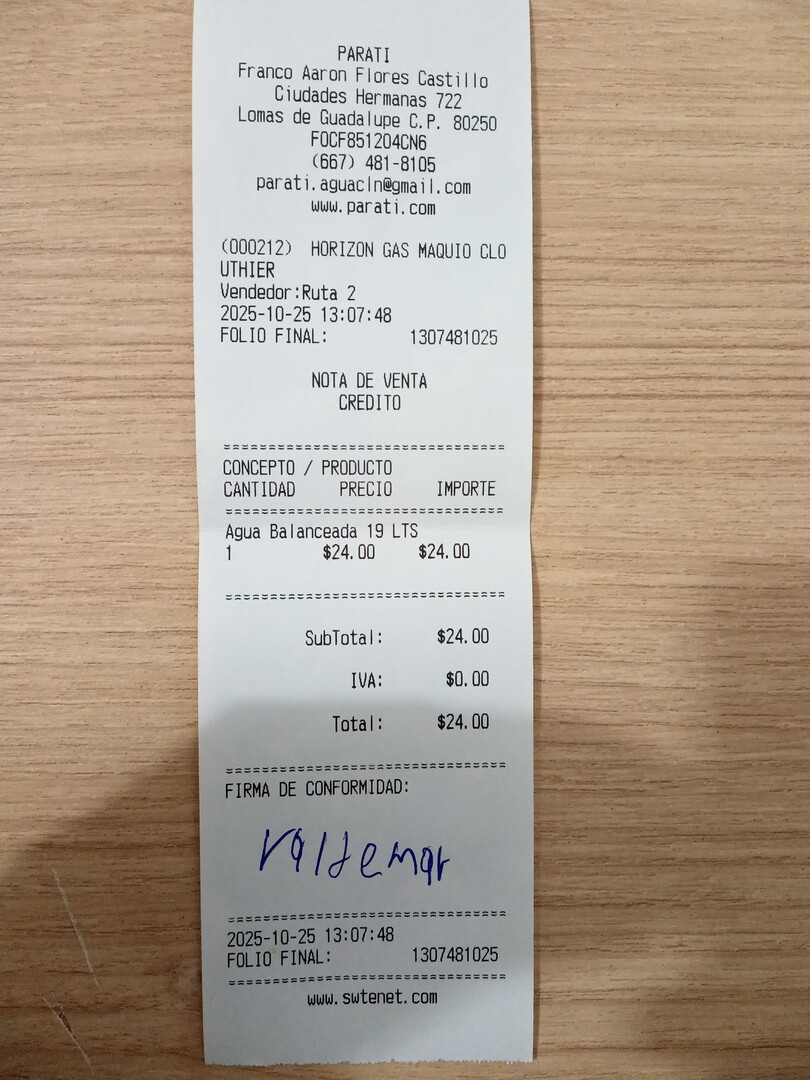 PARATI
Franco Aaron Flores Castillo
Ciudades Hermanas 722
Lomas de Guadalupe C.P. 80250
FOCF851204CN6
(667) 481-8105
parati.aguacln@gmail.com
www.parati.com
(000212) HORIZON GAS MAQUIO CLO
UTHIER
Vendedor:Ruta 2
2025-10-25 13:07:48
FOLIO FINAL: 1307481025
NOTA DE VENTA
CREDITO
===============================
CONCEPTO / PRODUCTO
CANTIDAD PRECIO IMPORTE
===============================
Agua Balanceada 19 LTS
1 $24.00 $24.00
===============================
SubTotal: $24.00
IVA: $0.00
Total: $24.00
===============================
FIRMA DE CONFORMIDAD:
Valdemar
===============================
2025-10-25 13:07:48
FOLIO FINAL: 1307481025
===============================
www.swtenet.com